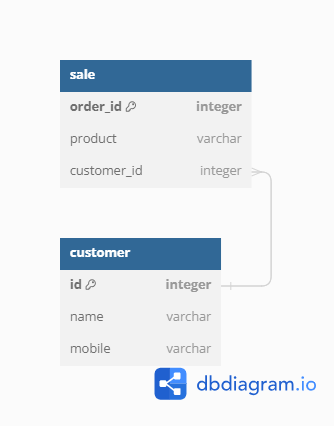 sale
order_id integer
product varchar
customer_id integer
customer
id integer
name varchar
mobile varchar
dbdiagram.io